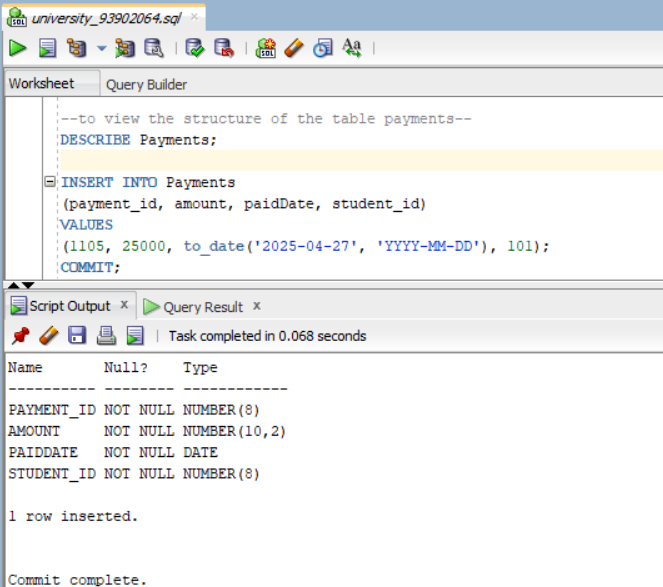 university_93902064.sql ×
Aa
Worksheet Query Builder
--to view the structure of the table payments--
DESCRIBE Payments;
INSERT INTO Payments
(payment_id, amount, paidDate, student_id)
VALUES
(1105, 25000, to_date('2025-04-27', 'YYYY-MM-DD'), 101);
COMMIT;
Script Output x Query Result x
Task completed in 0.068 seconds
Name Null? Type
---------- -------- ------------
PAYMENT_ID NOT NULL NUMBER(8)
AMOUNT NOT NULL NUMBER(10,2)
PAIDDATE NOT NULL DATE
STUDENT_ID NOT NULL NUMBER(8)
1 row inserted.
Commit complete.